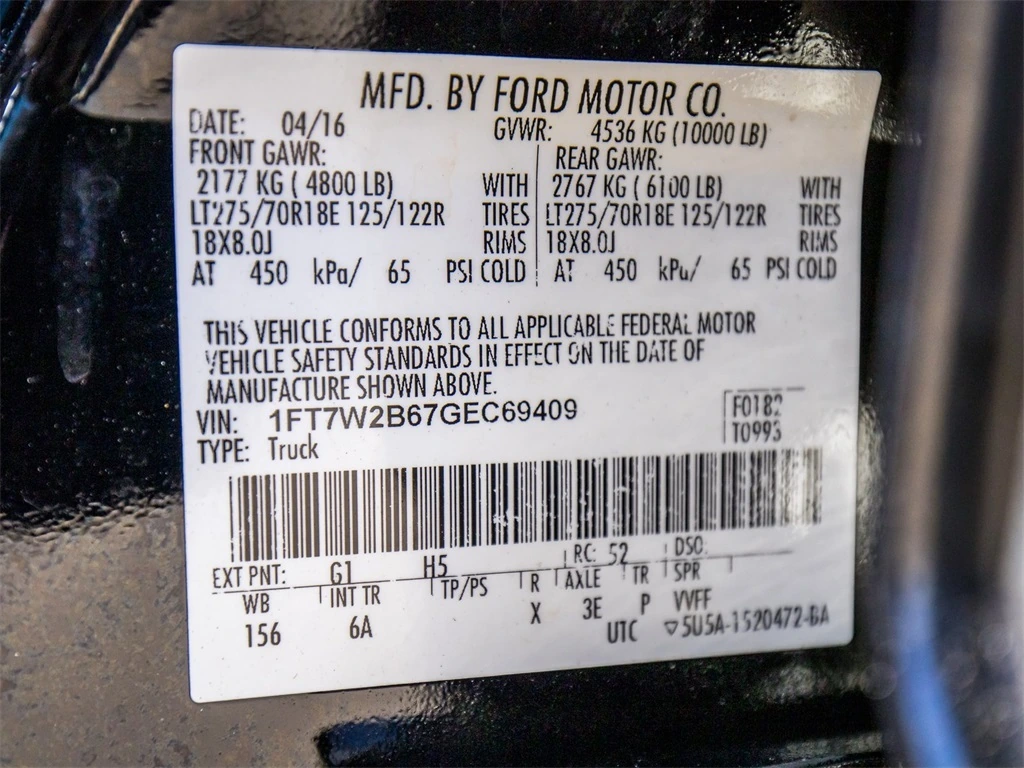 MFD. BY FORD MOTOR CO.
DATE: 04/16 GVWR: 4536 KG (10000 LB)
FRONT GAWR: REAR GAWR:
2177 KG ( 4800 LB) WITH 2767 KG ( 6100 LB) WITH
LT275/70R18E 125/122R TIRES LT275/70R18E 125/122R TIRES
18X8.0J RIMS 18X8.0J RIMS
AT 450 kPa/ 65 PSI COLD AT 450 kPa/ 65 PSI COLD
THIS VEHICLE CONFORMS TO ALL APPLICABLE FEDERAL MOTOR
VEHICLE SAFETY STANDARDS IN EFFECT ON THE DATE OF
MANUFACTURE SHOWN ABOVE.
VIN: 1FT7W2B67GEC69409 F0182
TYPE: Truck T0993
EXT PNT: G1 H5 RC: 52 DSO:
WB INT TR TP/PS R AXLE TR SPR
156 6A X 3E P VVFF
UTC ▽5U5A-1520472-BA